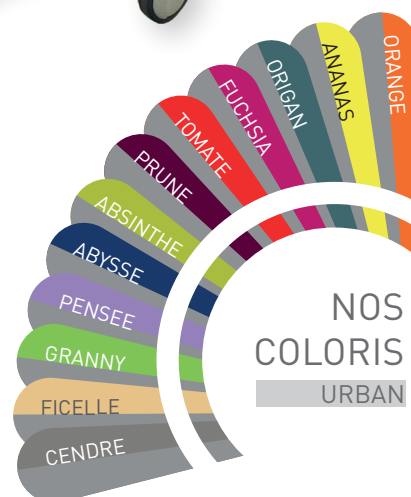 ORANGE
ANANAS
ORIGAN
FUCHSIA
TOMATE
PRUNE
ABSINTHE
ABYSSE
PENSEE
GRANNY
FICELLE
CENDRE
NOS
COLORIS
URBAN